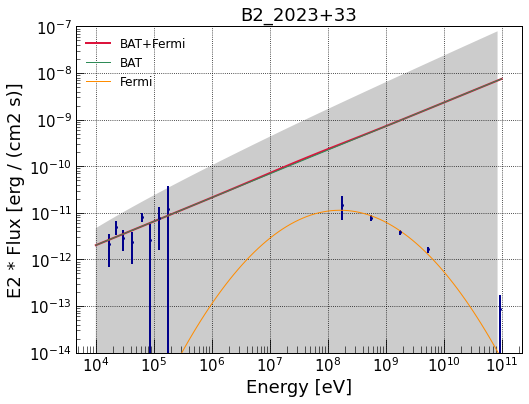 B2_2023+33
E2 * Flux [erg / (cm2 s)]
10^-7
10^-8
10^-9
10^-10
10^-11
10^-12
10^-13
10^-14
BAT+Fermi
BAT
Fermi
10^4 10^5 10^6 10^7 10^8 10^9 10^10 10^11
Energy [eV]